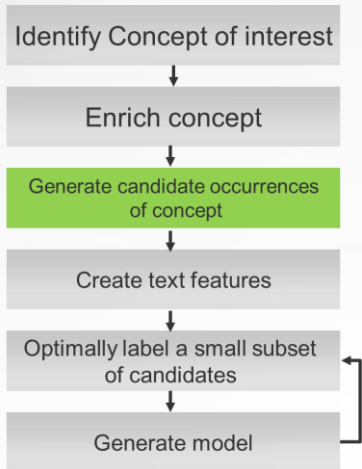 Identify Concept of interest
Enrich concept
Generate candidate occurrences
of concept
Create text features
Optimally label a small subset
of candidates
Generate model